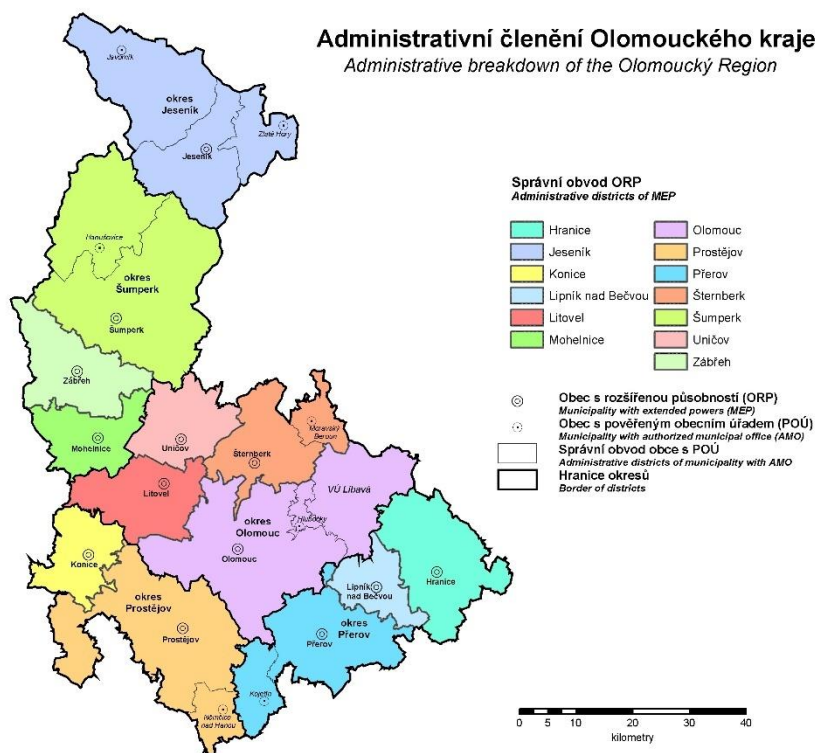 Administrativní členění Olomouckého kraje
Administrative breakdown of the Olomoucký Region
Javorník
okres
Jeseník
Zlaté Hory
Jeseník
Správní obvod ORP
Administrative districts of MEP
Hranice
Jeseník
Konice
Lipník nad Bečvou
Litovel
Mohelnice
Olomouc
Prostějov
Přerov
Šternberk
Šumperk
Uničov
Zábřeh
Hanušovice
okres
Šumperk
Šumperk
Zábřeh
Mohelnice
Uničov
Šternberk
Moravský
Beroun
Litovel
VÚ Libavá
Hlubočky
okres
Olomouc
Olomouc
Konice
Hranice
Lipník
nad Bečvou
okres
Prostějov
Prostějov
okres
Přerov
Přerov
Kojetín
Němčice
nad Hanou
Obec s rozšířenou působností (ORP)
Municipality with extended powers (MEP)
Obec s pověřeným obecním úřadem (POÚ)
Municipality with authorized municipal office (AMO)
Správní obvod obce s POÚ
Administrative districts of municipality with AMO
Hranice okresů
Border of districts
0 5 10 20 30 40
kilometry